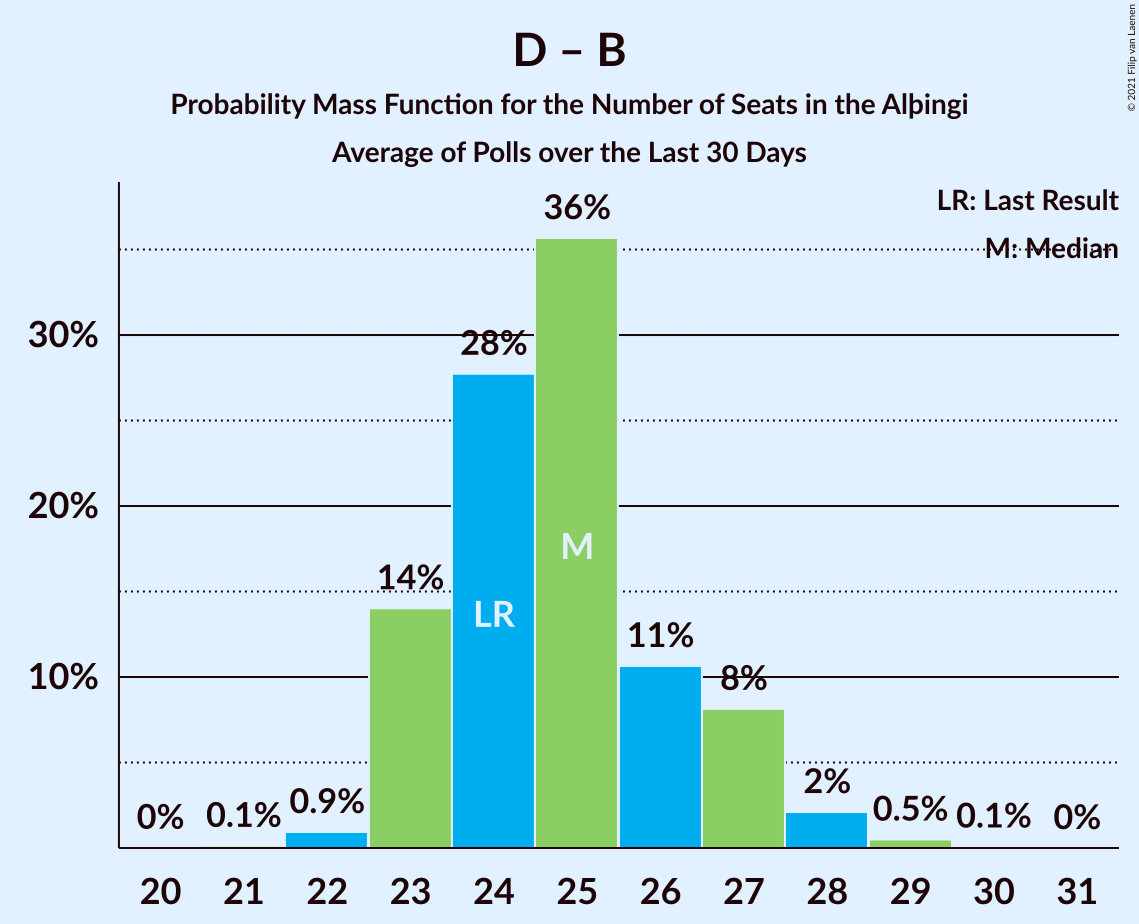 D – B
Probability Mass Function for the Number of Seats in the Alþingi
Average of Polls over the Last 30 Days
© 2021 Filip van Laenen
LR: Last Result
M: Median
30%
20%
10%
0%
0.1%
0.9%
14%
28%
36%
11%
8%
2%
0.5%
0.1%
0%
LR
M
20 21 22 23 24 25 26 27 28 29 30 31